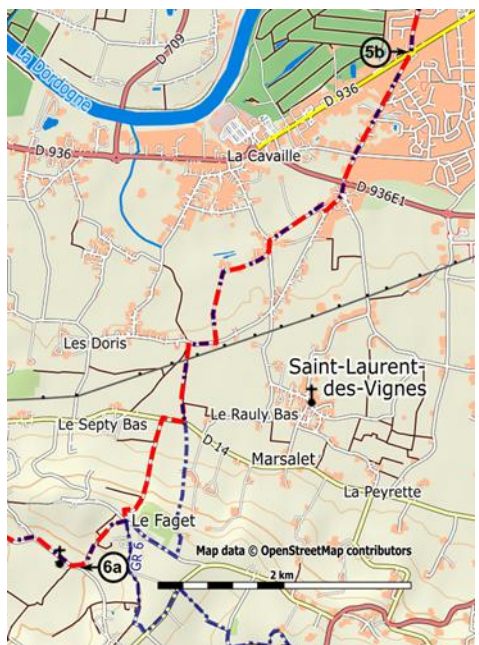 5b
La Dordogne
D 709
D 936
La Cavaille
D 936
D 936E1
Les Doris
Saint-Laurent-
des-Vignes
Le Rauly Bas
Le Septy Bas
D 14
Marsalet
La Peyrette
Le Faget
GR 6
Map data © OpenStreetMap contributors
6a
2 km